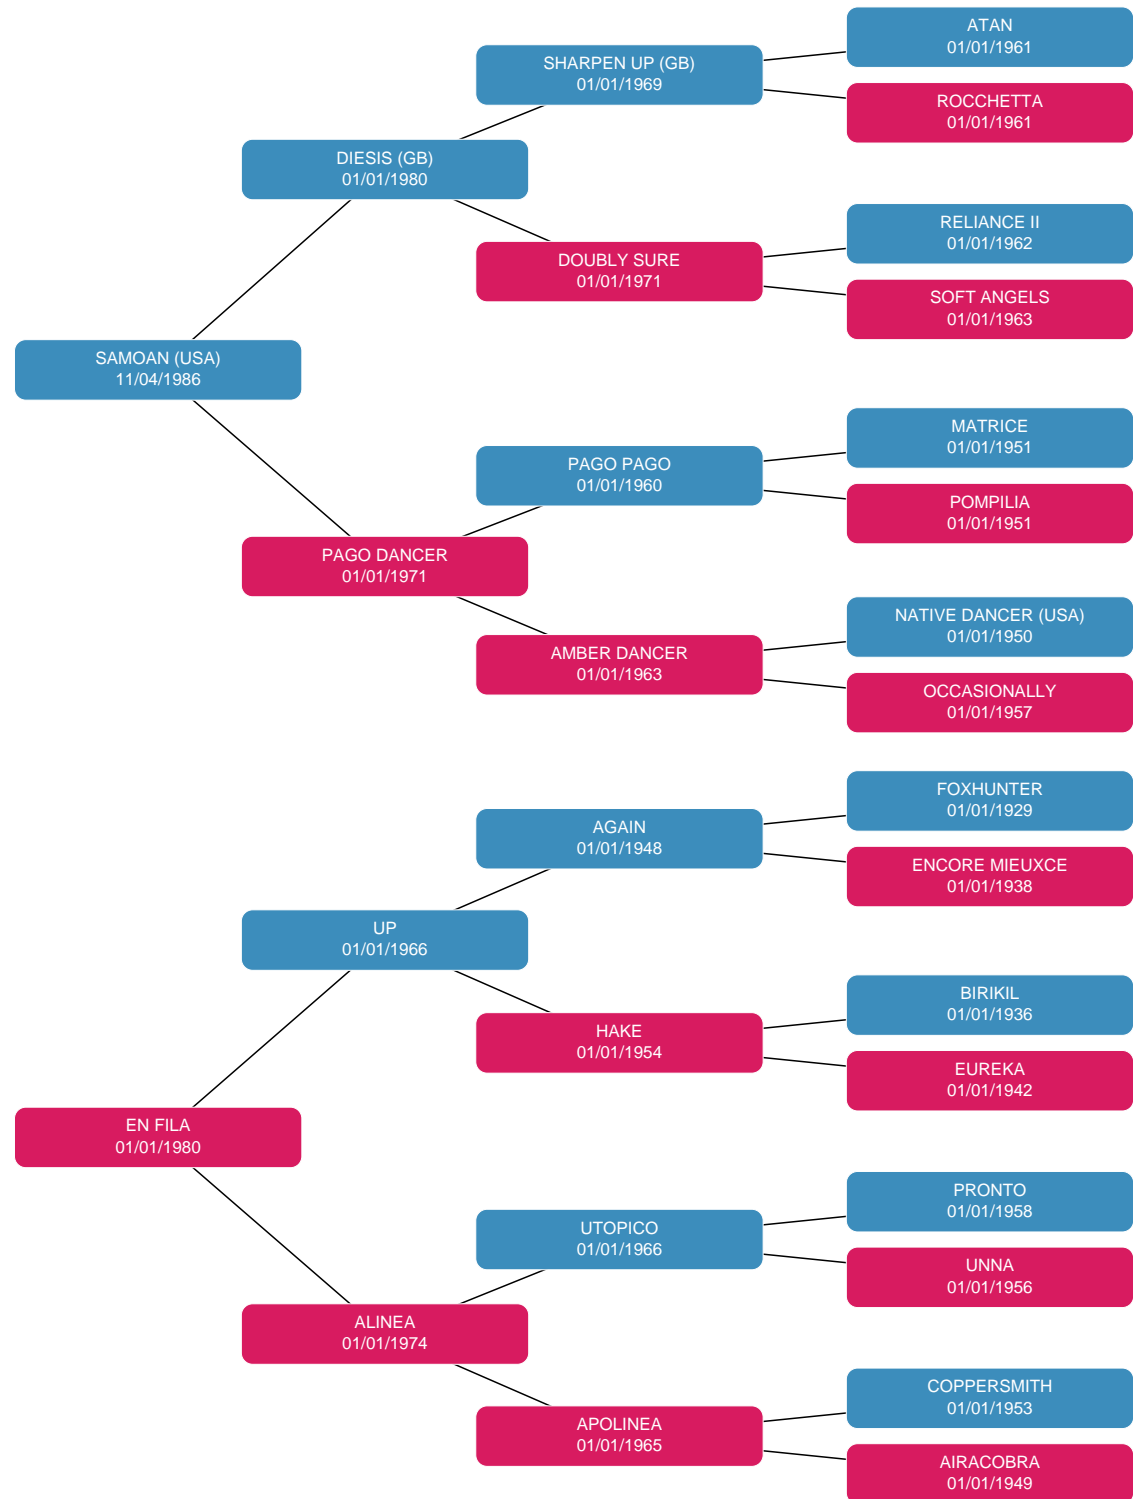 ATAN
01/01/1961
SHARPEN UP (GB)
01/01/1969
ROCCHETTA
01/01/1961
DIESIS (GB)
01/01/1980
RELIANCE II
01/01/1962
DOUBLY SURE
01/01/1971
SOFT ANGELS
01/01/1963
SAMOAN (USA)
11/04/1986
MATRICE
01/01/1951
PAGO PAGO
01/01/1960
POMPILIA
01/01/1951
PAGO DANCER
01/01/1971
NATIVE DANCER (USA)
01/01/1950
AMBER DANCER
01/01/1963
OCCASIONALLY
01/01/1957
FOXHUNTER
01/01/1929
AGAIN
01/01/1948
ENCORE MIEUXCE
01/01/1938
UP
01/01/1966
BIRIKIL
01/01/1936
HAKE
01/01/1954
EUREKA
01/01/1942
EN FILA
01/01/1980
PRONTO
01/01/1958
UTOPICO
01/01/1966
UNNA
01/01/1956
ALINEA
01/01/1974
COPPERSMITH
01/01/1953
APOLINEA
01/01/1965
AIRACOBRA
01/01/1949